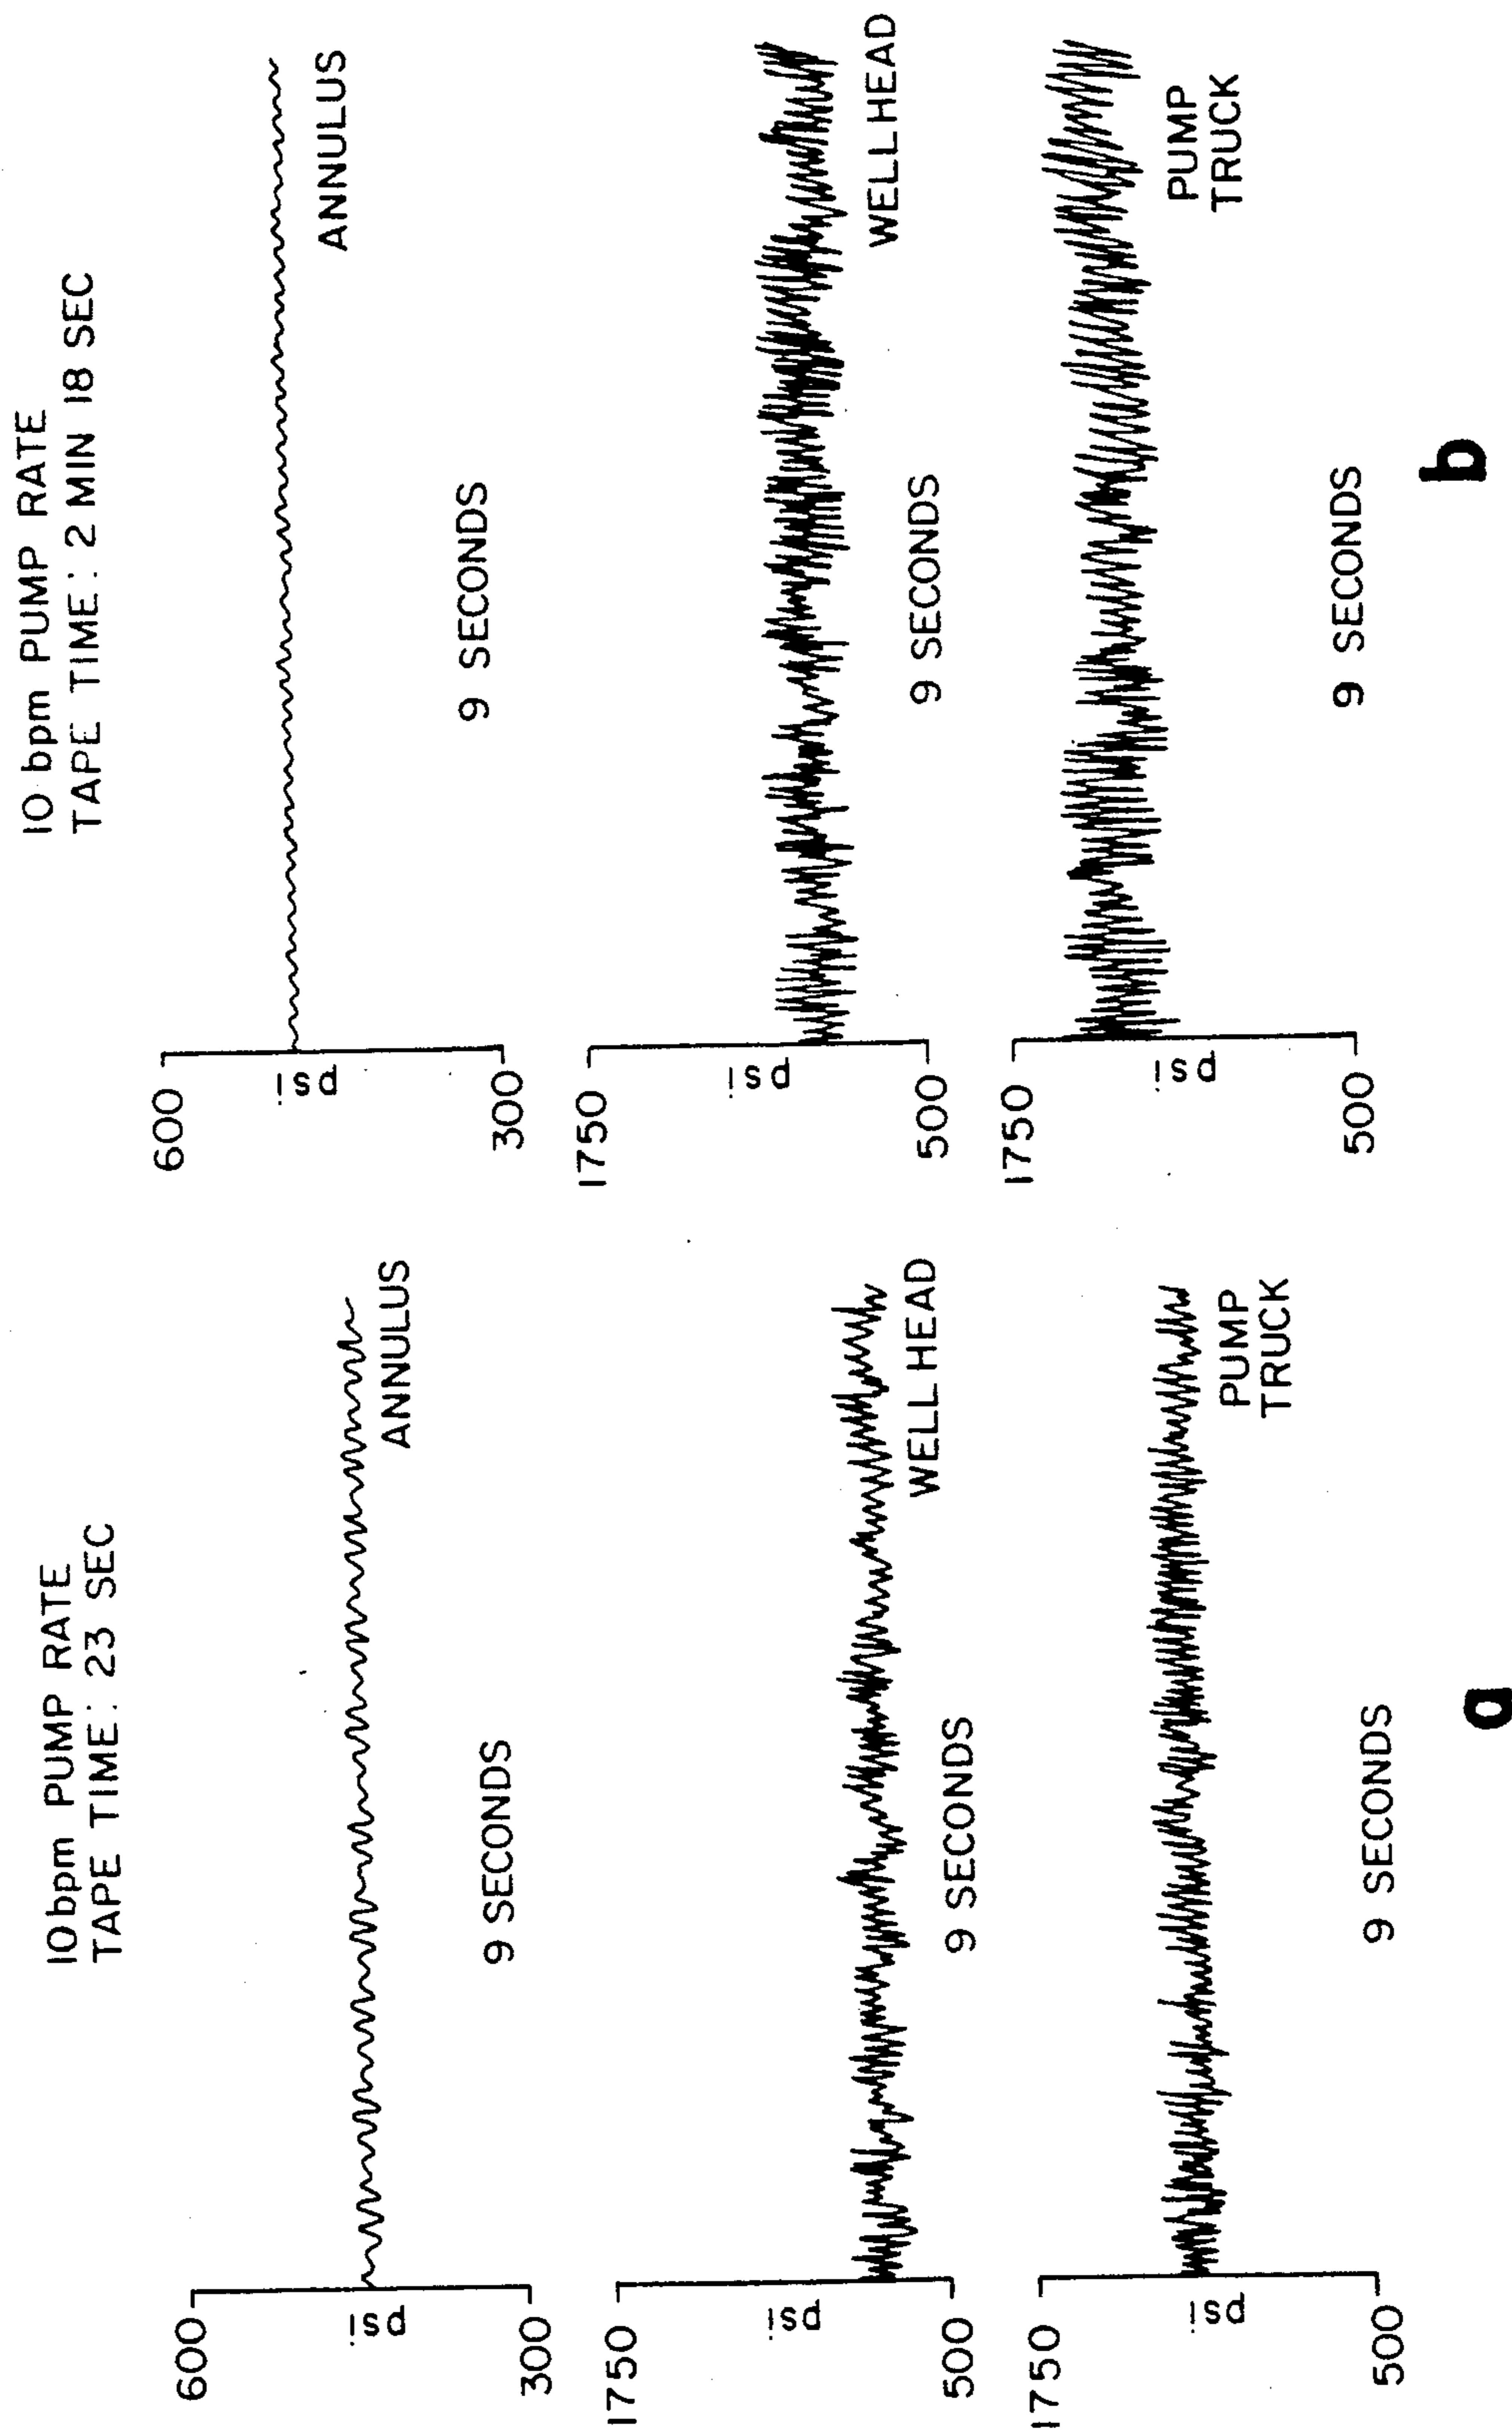 10 bpm PUMP RATE
TAPE TIME: 23 SEC
600
psi
300
ANNULUS
9 SECONDS
1750
psi
500
WELL HEAD
9 SECONDS
1750
psi
500
PUMP
TRUCK
9 SECONDS
a
10 bpm PUMP RATE
TAPE TIME: 2 MIN 18 SEC
600
psi
300
ANNULUS
9 SECONDS
1750
psi
500
WELL HEAD
9 SECONDS
1750
psi
500
PUMP
TRUCK
9 SECONDS
b